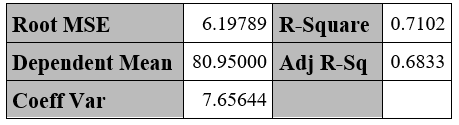 Root MSE 6.19789 R-Square 0.7102
Dependent Mean 80.95000 Adj R-Sq 0.6833
Coeff Var 7.65644